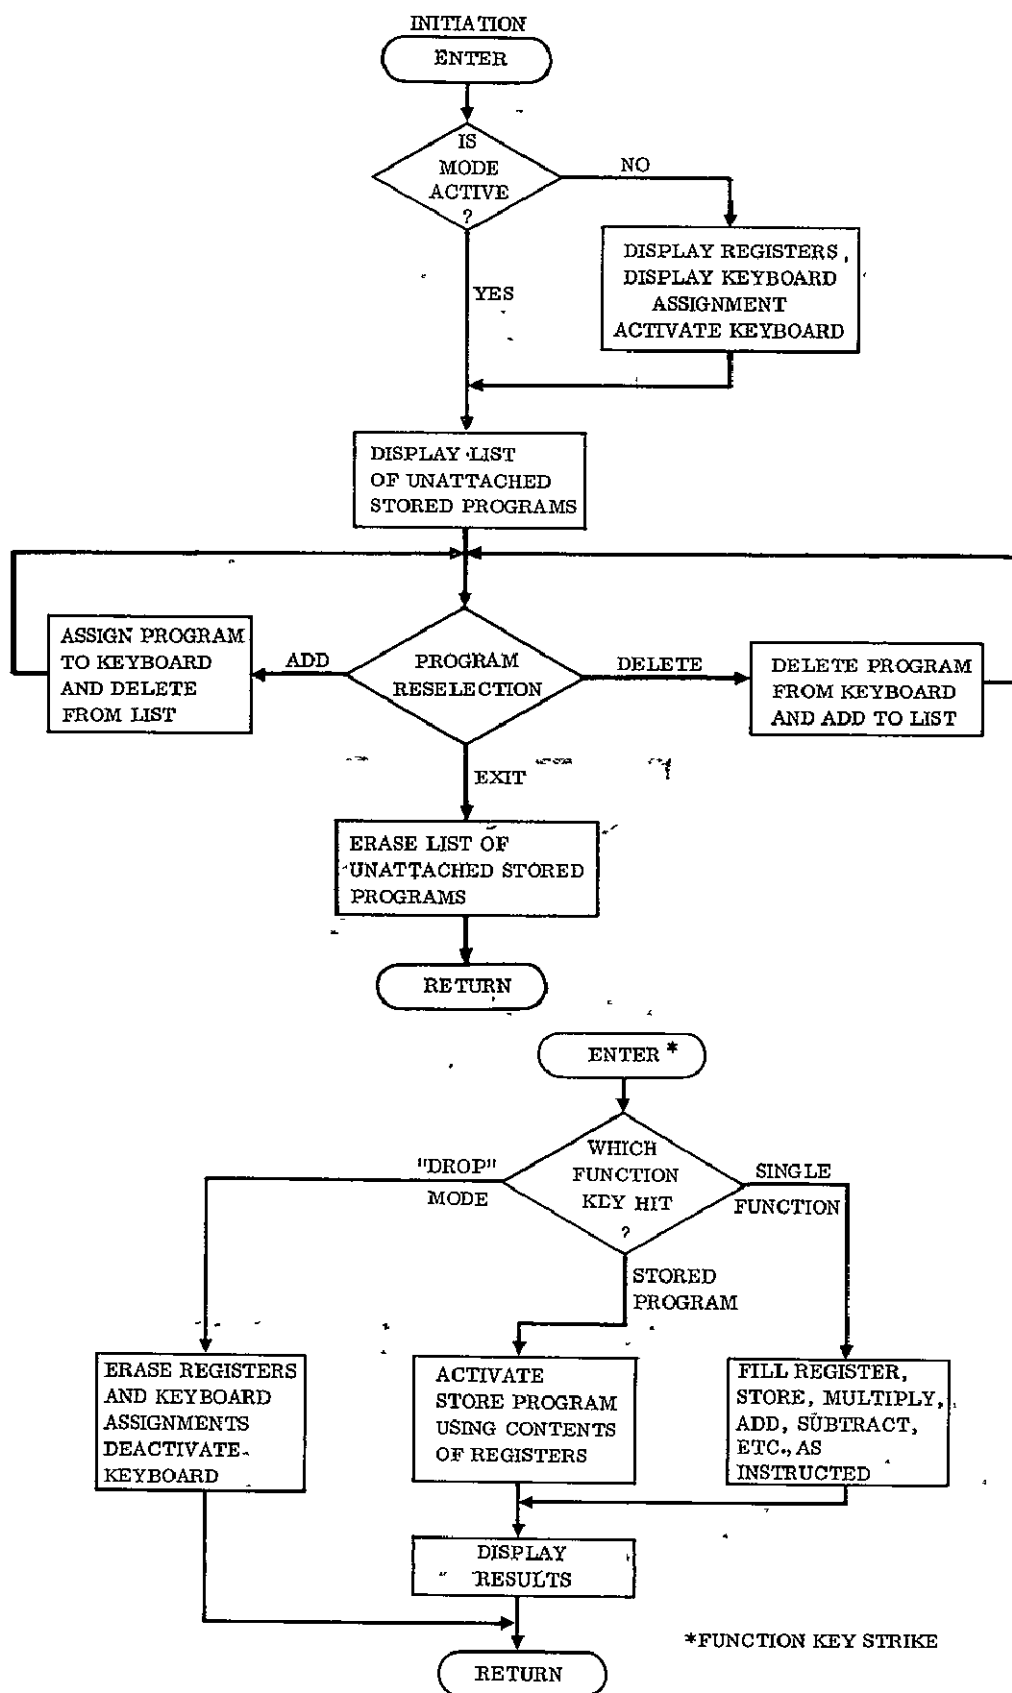 INITIATION
ENTER
IS
MODE
ACTIVE
?
NO
YES
DISPLAY REGISTERS,
DISPLAY KEYBOARD
ASSIGNMENT
ACTIVATE KEYBOARD
DISPLAY LIST
OF UNATTACHED
STORED PROGRAMS
ASSIGN PROGRAM
TO KEYBOARD
AND DELETE
FROM LIST
ADD
PROGRAM
RESELECTION
DELETE
DELETE PROGRAM
FROM KEYBOARD
AND ADD TO LIST
EXIT
ERASE LIST OF
UNATTACHED STORED
PROGRAMS
RETURN
ENTER *
WHICH
FUNCTION
KEY HIT
?
"DROP"
MODE
SINGLE
FUNCTION
STORED
PROGRAM
ERASE REGISTERS
AND KEYBOARD
ASSIGNMENTS
DEACTIVATE
KEYBOARD
ACTIVATE
STORE PROGRAM
USING CONTENTS
OF REGISTERS
FILL REGISTER,
STORE, MULTIPLY,
ADD, SUBTRACT,
ETC., AS
INSTRUCTED
DISPLAY
RESULTS
RETURN
*FUNCTION KEY STRIKE